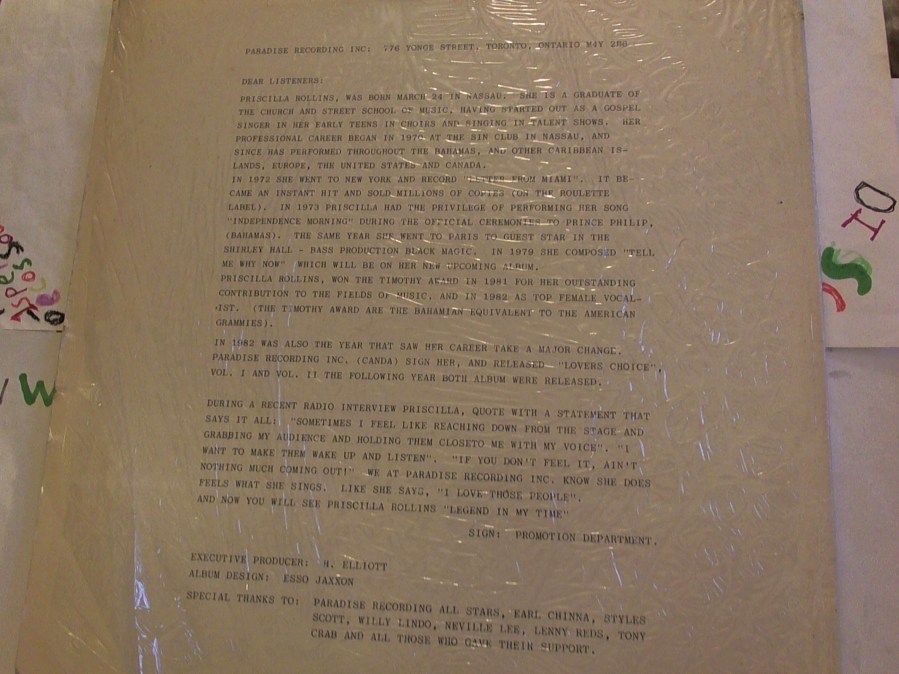 PARADISE RECORDING INC: 776 YONGE STREET, TORONTO, ONTARIO M4Y
DEAR LISTENERS:
PRISCILLA ROLLINS, WAS BORN MARCH 24 IN NASSAU. SHE IS A GRADUATE OF
THE CHURCH AND STREET SCHOOL OF MUSIC, HAVING STARTED OUT AS A GOSPEL
SINGER IN HER EARLY TEENS IN CHOIRS AND SINGING IN TALENT SHOWS. HER
PROFESSIONAL CAREER BEGAN IN 1970 AT THE SIN CLUB IN NASSAU, AND
SINCE HAS PERFORMED THROUGHOUT THE BAHAMAS, AND OTHER CARIBBEAN IS-
LANDS, EUROPE, THE UNITED STATES AND CANADA.
IN 1972 SHE WENT TO NEW YORK AND RECORD "LETTER FROM MIAMI". IT BE-
CAME AN INSTANT HIT AND SOLD MILLIONS OF COPIES (ON THE ROULETTE
LABEL). IN 1973 PRISCILLA HAD THE PRIVILEGE OF PERFORMING HER SONG
"INDEPENDENCE MORNING" DURING THE OFFICIAL CEREMONIES TO PRINCE PHILIP,
(BAHAMAS). THE SAME YEAR SHE WENT TO PARIS TO GUEST STAR IN THE
SHIRLEY HALL - BASS PRODUCTION BLACK MAGIC. IN 1979 SHE COMPOSED "TELL
ME WHY NOW" WHICH WILL BE ON HER NEW UPCOMING ALBUM.
PRISCILLA ROLLINS, WON THE TIMOTHY AWARD IN 1981 FOR HER OUTSTANDING
CONTRIBUTION TO THE FIELDS OF MUSIC, AND IN 1982 AS TOP FEMALE VOCAL-
IST. (THE TIMOTHY AWARD ARE THE BAHAMIAN EQUIVALENT TO THE AMERICAN
GRAMMIES).
IN 1982 WAS ALSO THE YEAR THAT SAW HER CAREER TAKE A MAJOR CHANGE.
PARADISE RECORDING INC. (CANDA) SIGN HER, AND RELEASED "LOVERS CHOICE",
VOL. I AND VOL. II THE FOLLOWING YEAR BOTH ALBUM WERE RELEASED.
DURING A RECENT RADIO INTERVIEW PRISCILLA, QUOTE WITH A STATEMENT THAT
SAYS IT ALL: "SOMETIMES I FEEL LIKE REACHING DOWN FROM THE STAGE AND
GRABBING MY AUDIENCE AND HOLDING THEM CLOSETO ME WITH MY VOICE". "I
WANT TO MAKE THEM WAKE UP AND LISTEN". "IF YOU DON'T FEEL IT, AIN'T
NOTHING MUCH COMING OUT!" WE AT PARADISE RECORDING INC. KNOW SHE DOES
FEELS WHAT SHE SINGS. LIKE SHE SAYS, "I LOVE THOSE PEOPLE".
AND NOW YOU WILL SEE PRISCILLA ROLLINS "LEGEND IN MY TIME"
SIGN: PROMOTION DEPARTMENT.
EXECUTIVE PRODUCER: ELLIOTT
ALBUM DESIGN: ESSO JAXXON
SPECIAL THANKS TO: PARADISE RECORDING ALL STARS, EARL CHINNA, STYLES
SCOTT, WILLY LINDO, NEVILLE LEE, LENNY REDS, TONY
CRAB AND ALL THOSE WHO GAVE THEIR SUPPORT.